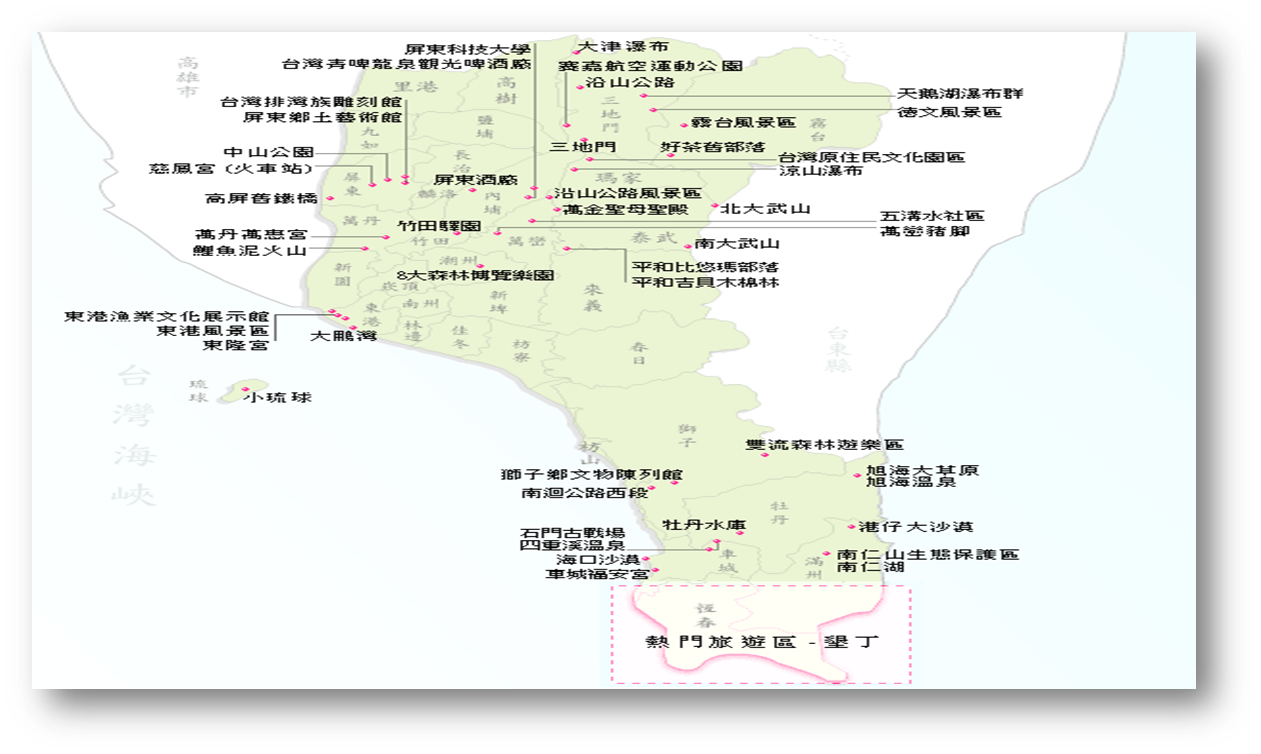 屏東科技大學
大津瀑布
台灣青啤龍泉觀光啤酒廠
賽嘉航空運動公園
高雄市
里港
高樹
沿山公路
天鵝湖瀑布群
台灣排灣族雕刻館
三地門
德文風景區
屏東鄉土藝術館
九如
鹽埔
霧台風景區
霧台
中山公園
長治
三地門
好茶舊部落
台灣原住民文化園區
慈鳳宮 (火車站)
涼山瀑布
屏東
屏東酒廠
瑪家
高屏舊鐵橋
麟洛
內埔
沿山公路風景區
萬金聖母聖殿
北大武山
萬丹
竹田驛園
五溝水社區
萬丹萬惠宮
萬巒豬腳
鯉魚泥火山
竹田
萬巒
泰武
南大武山
新園
潮州
平和比悠瑪部落
8大森林博覽樂園
平和吉貝木棉林
崁頂
來義
南州
新埤
東港漁業文化展示館
東港
東港風景區
林邊
佳冬
大鵬灣
東隆宮
枋寮
春日
台東縣
台灣海峽
琉球
小琉球
獅子
枋山
雙流森林遊樂區
獅子鄉文物陳列館
旭海大草原
旭海溫泉
南迴公路西段
牡丹
牡丹水庫
港仔大沙漠
石門古戰場
四重溪溫泉
海口沙漠
車城
滿州
南仁山生態保護區
南仁湖
車城福安宮
恆春
熱門旅遊區-墾丁